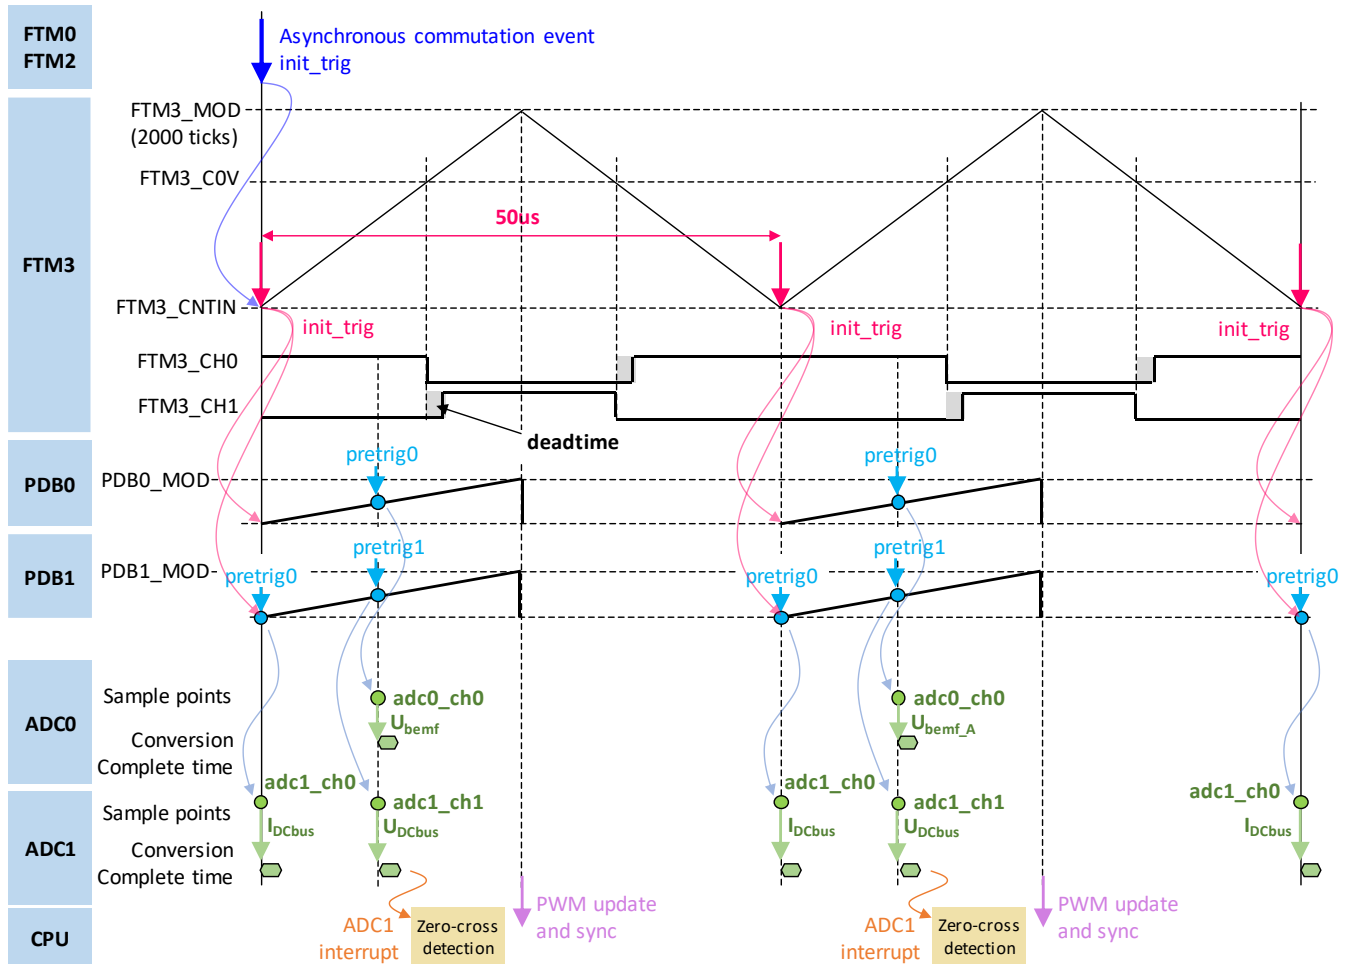 FTM0
FTM2
Asynchronous commutation event
init_trig
FTM3
FTM3_MOD
(2000 ticks)
FTM3_C0V
50us
FTM3_CNTIN
init_trig
init_trig
init_trig
FTM3_CH0
FTM3_CH1
deadtime
PDB0
PDB0_MOD
pretrig0
pretrig0
PDB1
PDB1_MOD
pretrig0
pretrig1
pretrig0
pretrig1
pretrig0
ADC0
Sample points
adc0_ch0
adc0_ch0
Ubemf
Ubemf_A
Conversion
Complete time
ADC1
adc1_ch0
adc1_ch0
adc1_ch0
Sample points
adc1_ch1
adc1_ch1
IDCbus
UDCbus
IDCbus
UDCbus
IDCbus
Conversion
Complete time
CPU
ADC1
interrupt
Zero-cross
detection
PWM update
and sync
ADC1
interrupt
Zero-cross
detection
PWM update
and sync